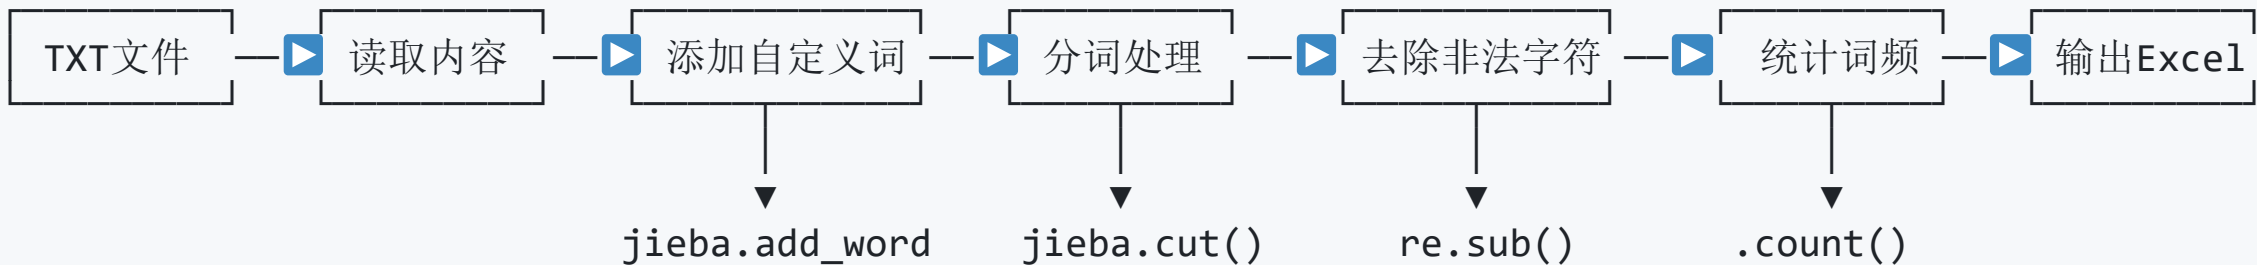 TXT文件 读取内容 添加自定义词 分词处理 去除非法字符 统计词频 输出Excel
jieba.add_word jieba.cut() re.sub() .count()